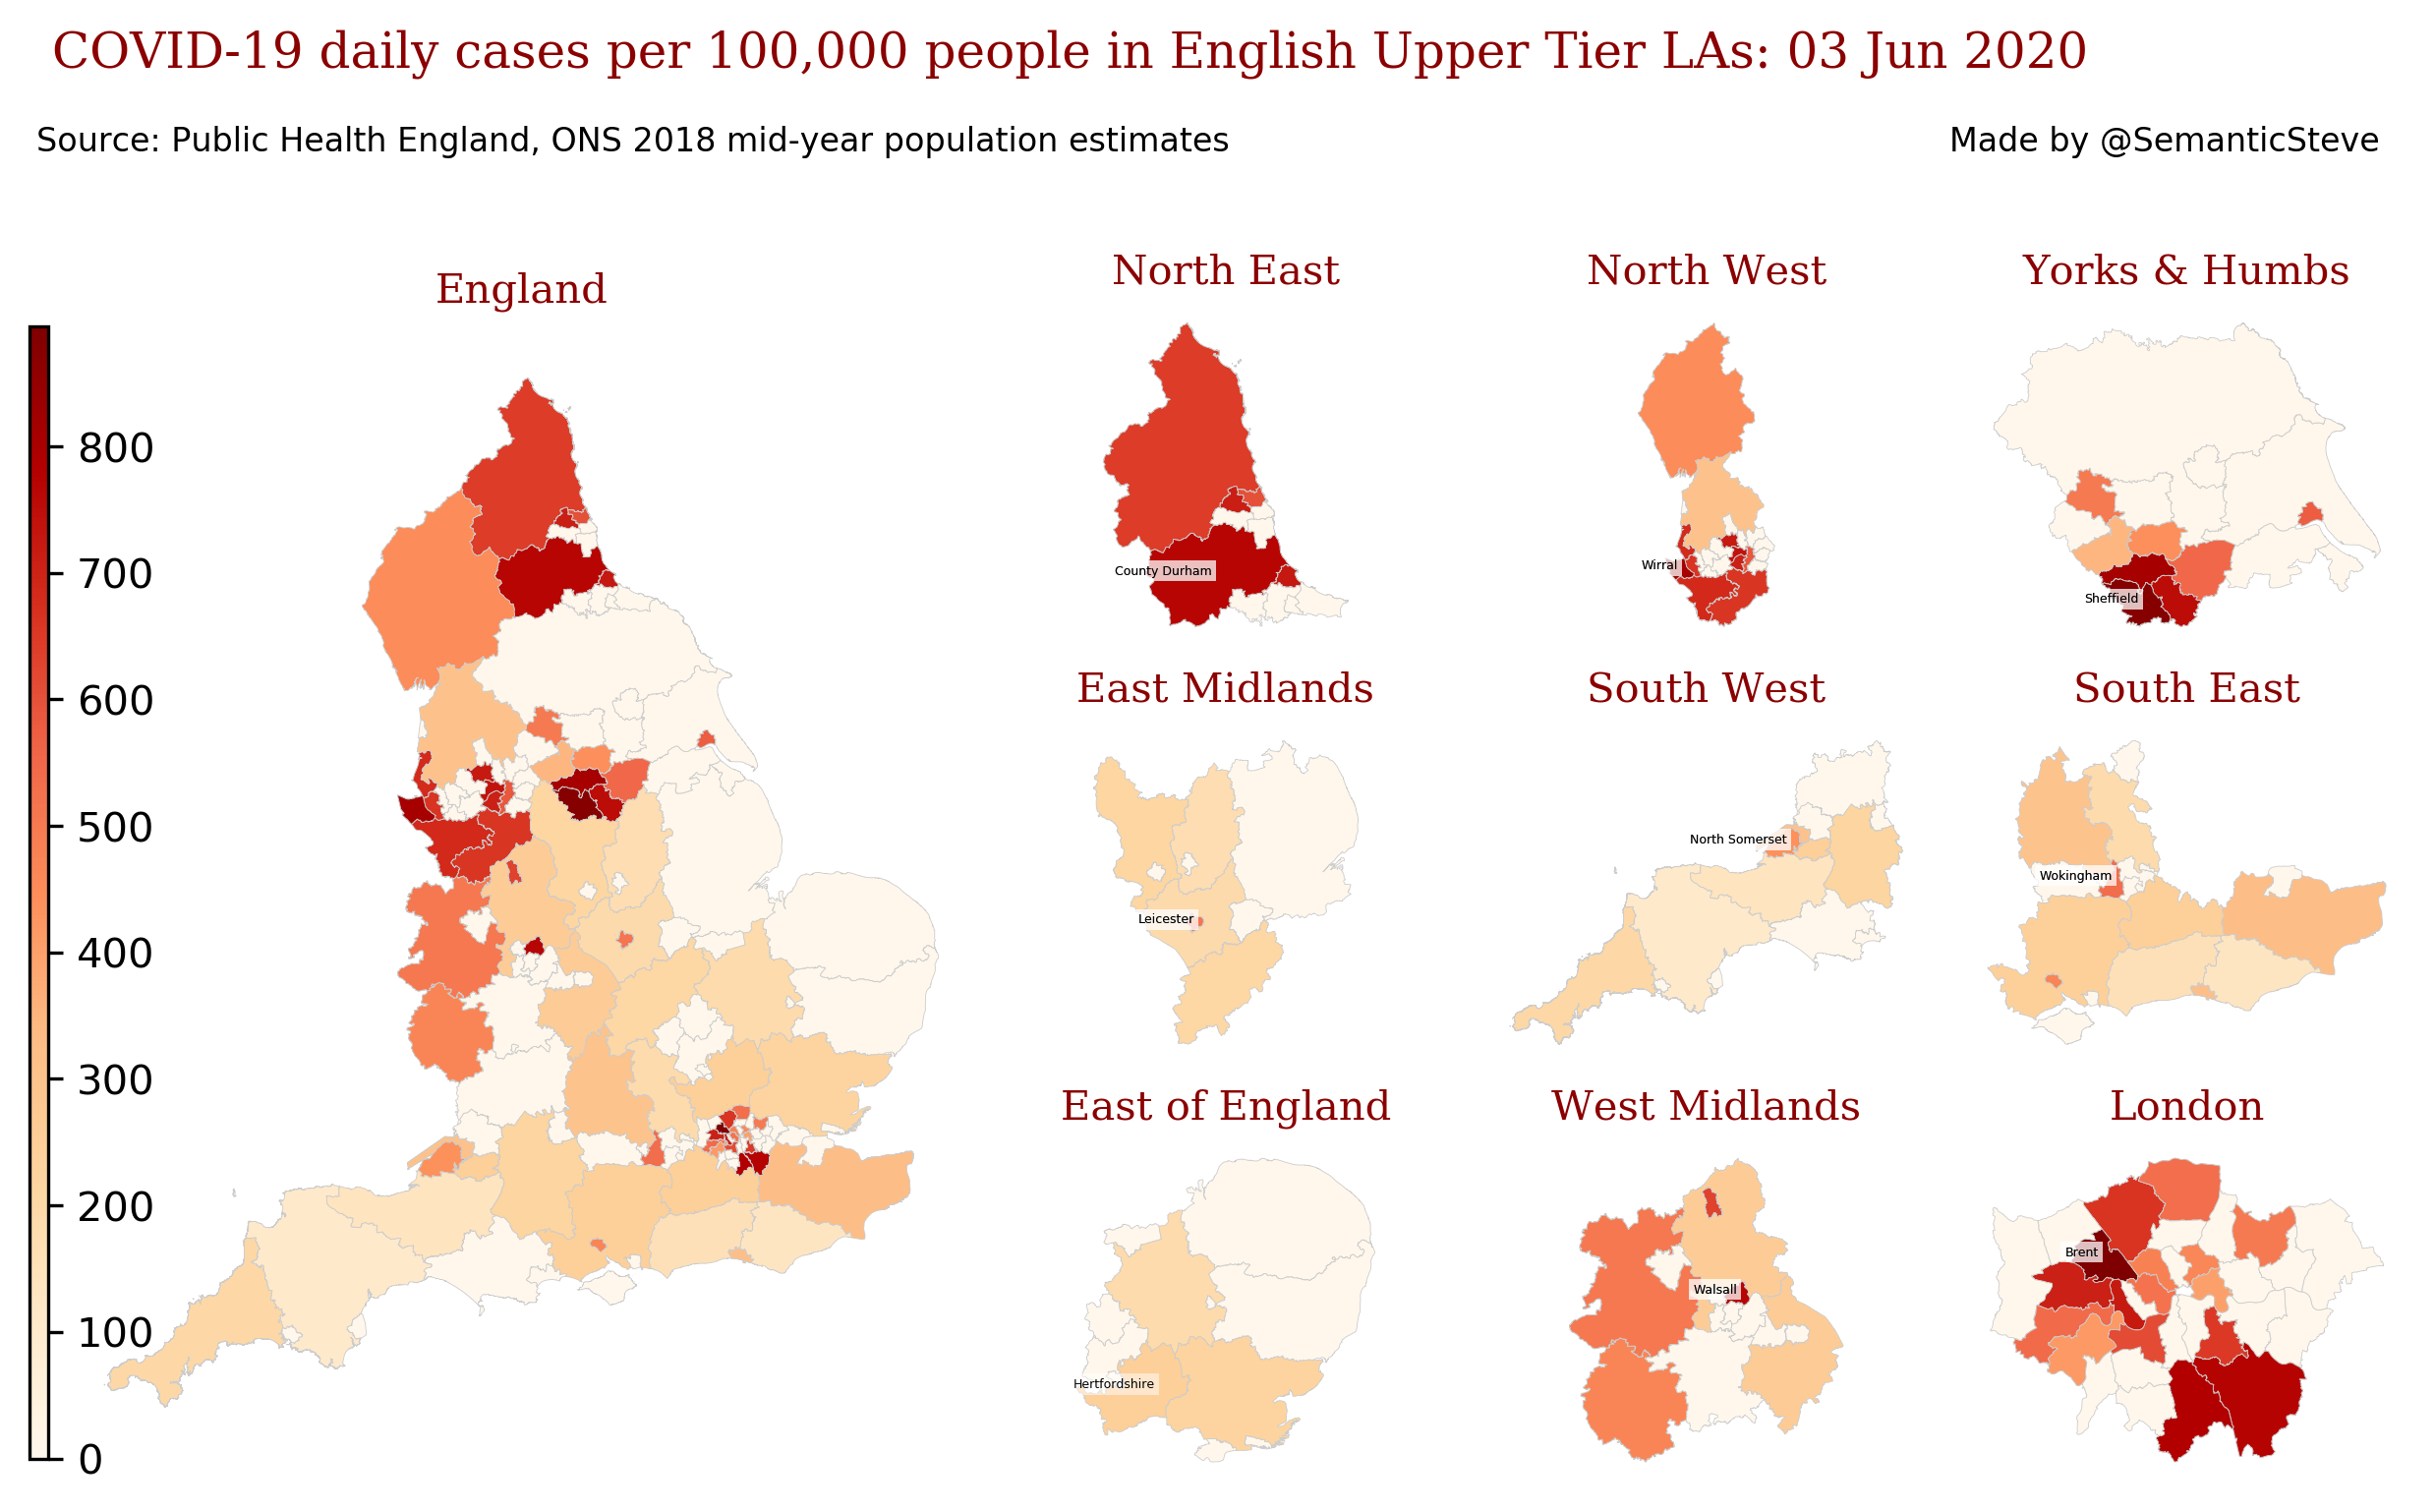 COVID-19 daily cases per 100,000 people in English Upper Tier LAs: 03 Jun 2020
Source: Public Health England, ONS 2018 mid-year population estimates
Made by @SemanticSteve
England
800
700
600
500
400
300
200
100
0
North East
County Durham
North West
Wirral
Yorks & Humbs
Sheffield
East Midlands
Leicester
South West
North Somerset
South East
Wokingham
East of England
Hertfordshire
West Midlands
Walsall
London
Brent